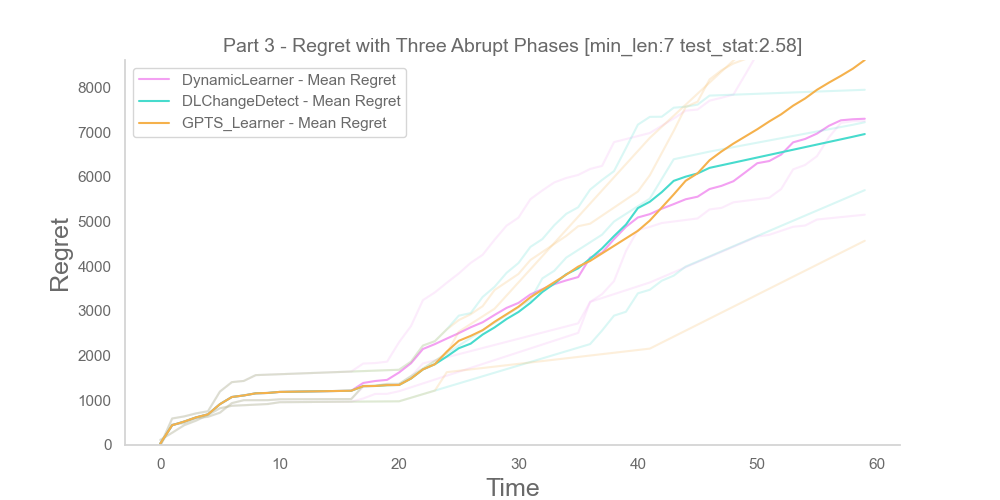 Part 3 - Regret with Three Abrupt Phases [min_len:7 test_stat:2.58]
DynamicLearner - Mean Regret
DLChangeDetect - Mean Regret
GPTS_Learner - Mean Regret
Regret
8000
7000
6000
5000
4000
3000
2000
1000
0
0 10 20 30 40 50 60
Time